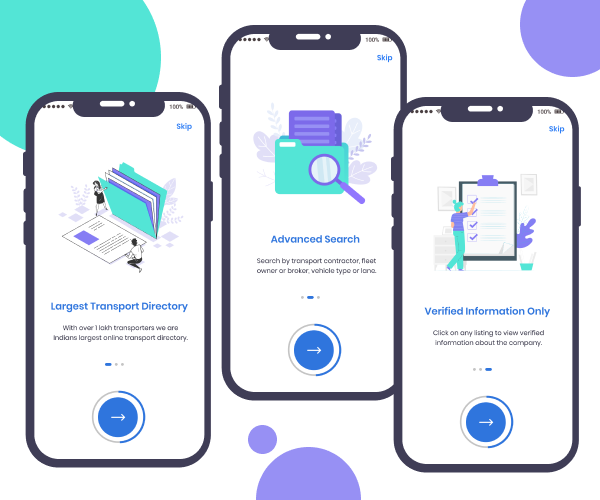 100%
Skip
Largest Transport Directory
With over 1 lakh transporters we are
Indians largest online transport directory.
100%
Skip
Advanced Search
Search by transport contractor, fleet
owner or broker, vehicle type or lane.
100%
Skip
Verified Information Only
Click on any listing to view verified
information about the company.